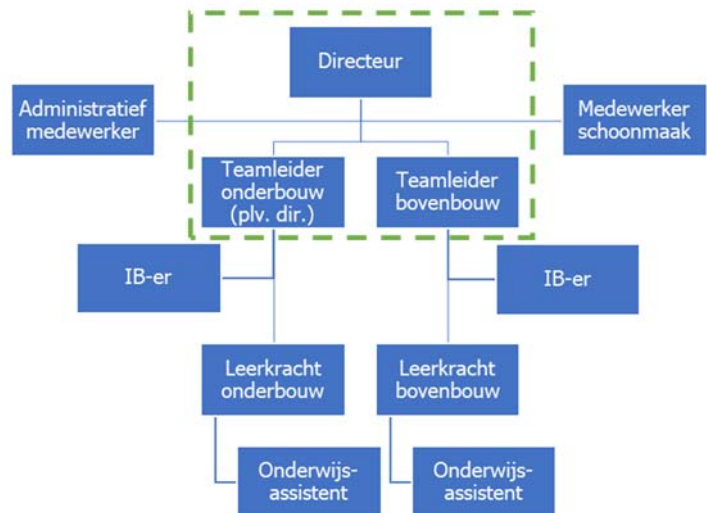 Directeur
Administratief
medewerker
Medewerker
schoonmaak
Teamleider
onderbouw
(plv. dir.)
Teamleider
bovenbouw
IB-er
IB-er
Leerkracht
onderbouw
Leerkracht
bovenbouw
Onderwijs-
assistent
Onderwijs-
assistent